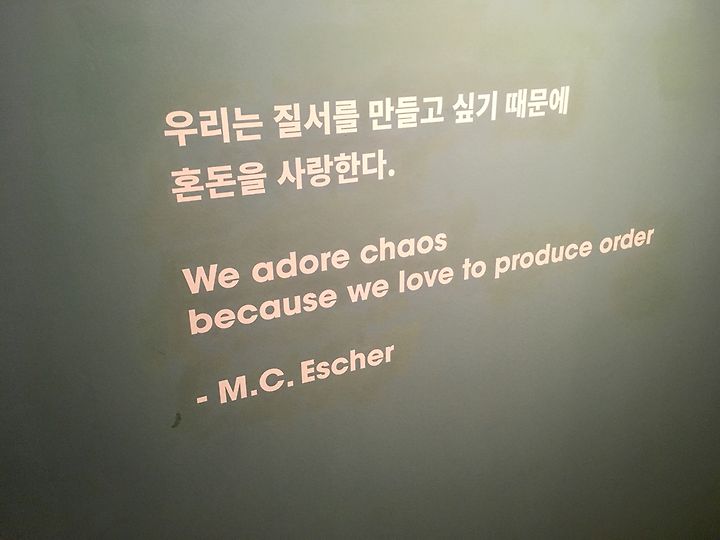 우리는 질서를 만들고 싶기 때문에
혼돈을 사랑한다.
We adore chaos
because we love to produce order
- M.C. Escher